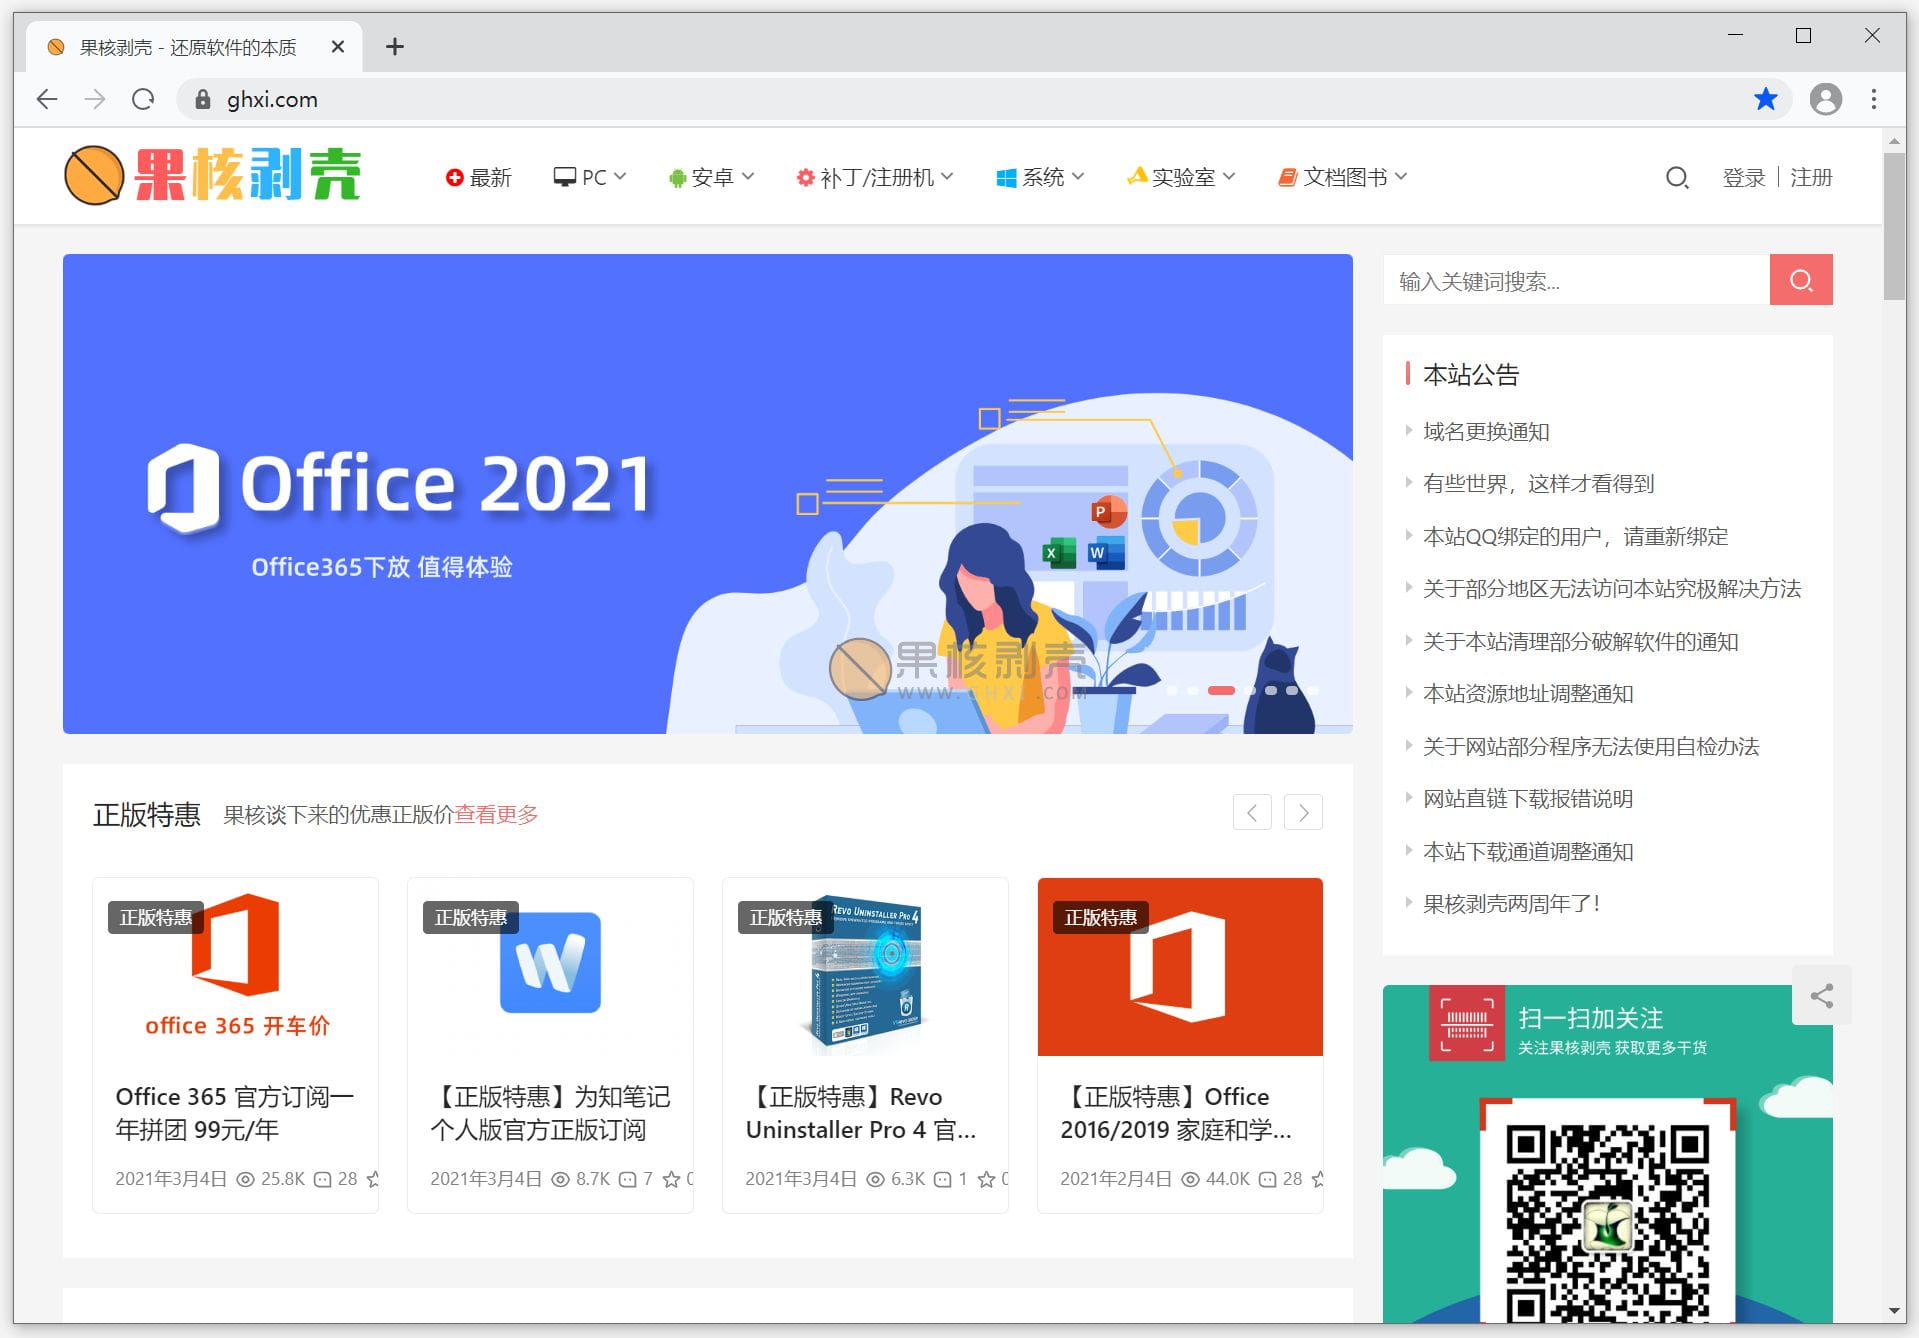 果核剥壳 - 还原软件的本质
ghxi.com
果核剥壳
最新
PC
安卓
补丁/注册机
系统
实验室
文档图书
登录
注册
Office 2021
Office365下放 值得体验
P
X
W
果核剥壳
WWW.GHXI.COM
输入关键词搜索...
本站公告
域名更换通知
有些世界，这样才看得到
本站QQ绑定的用户，请重新绑定
关于部分地区无法访问本站究极解决方法
关于本站清理部分破解软件的通知
本站资源地址调整通知
关于网站部分程序无法使用自检办法
网站直链下载报错说明
本站下载通道调整通知
果核剥壳两周年了！
正版特惠 果核谈下来的优惠正版价查看更多
正版特惠
office 365 开车价
Office 365 官方订阅一
年拼团 99元/年
2021年3月4日 25.8K 28
正版特惠
【正版特惠】为知笔记
个人版官方正版订阅
2021年3月4日 8.7K 7 0
正版特惠
REVO UNINSTALLER PRO 4
【正版特惠】Revo
Uninstaller Pro 4 官...
2021年3月4日 6.3K 1 0
正版特惠
【正版特惠】Office
2016/2019 家庭和学...
2021年2月4日 44.0K 28
扫一扫加关注
关注果核剥壳 获取更多干货